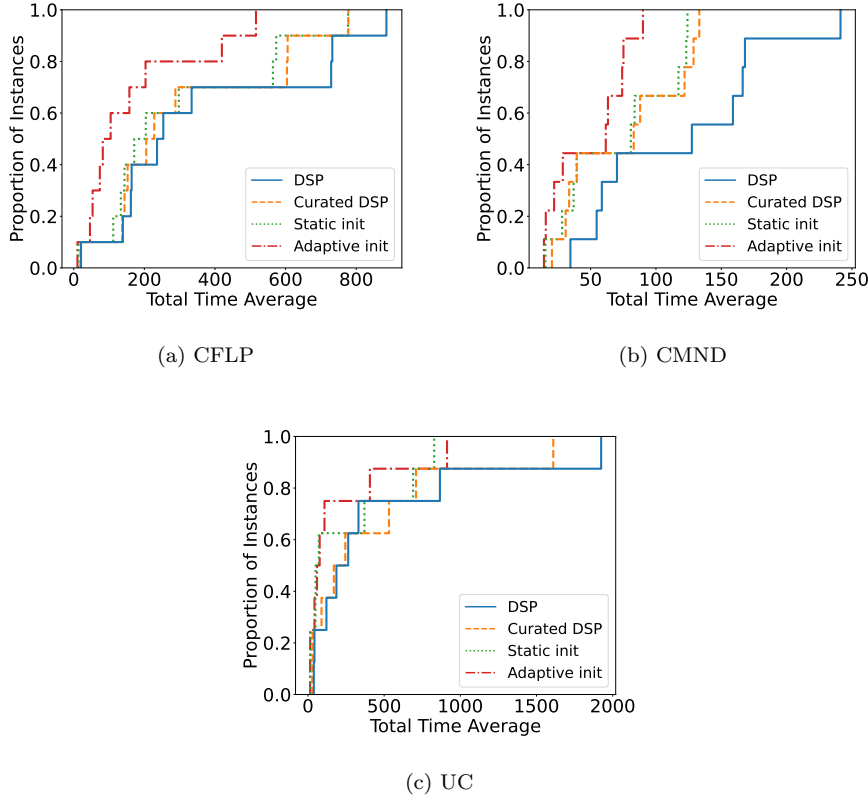 1.0
0.8
0.6
0.4
0.2
0.0
Proportion of Instances
0 200 400 600 800
Total Time Average
DSP
Curated DSP
Static init
Adaptive init
(a) CFLP
1.0
0.8
0.6
0.4
0.2
0.0
Proportion of Instances
50 100 150 200 250
Total Time Average
DSP
Curated DSP
Static init
Adaptive init
(b) CMND
1.0
0.8
0.6
0.4
0.2
0.0
Proportion of Instances
0 500 1000 1500 2000
Total Time Average
DSP
Curated DSP
Static init
Adaptive init
(c) UC